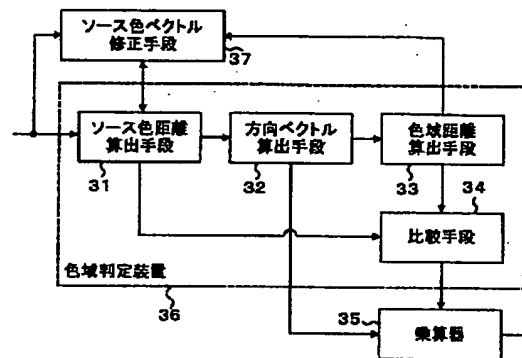 ソース色ベクトル
修正手段
37
ソース色距離
算出手段
31
方向ベクトル
算出手段
32
色域距離
算出手段
33
34
比較手段
色域判定装置
36
35
乗算器